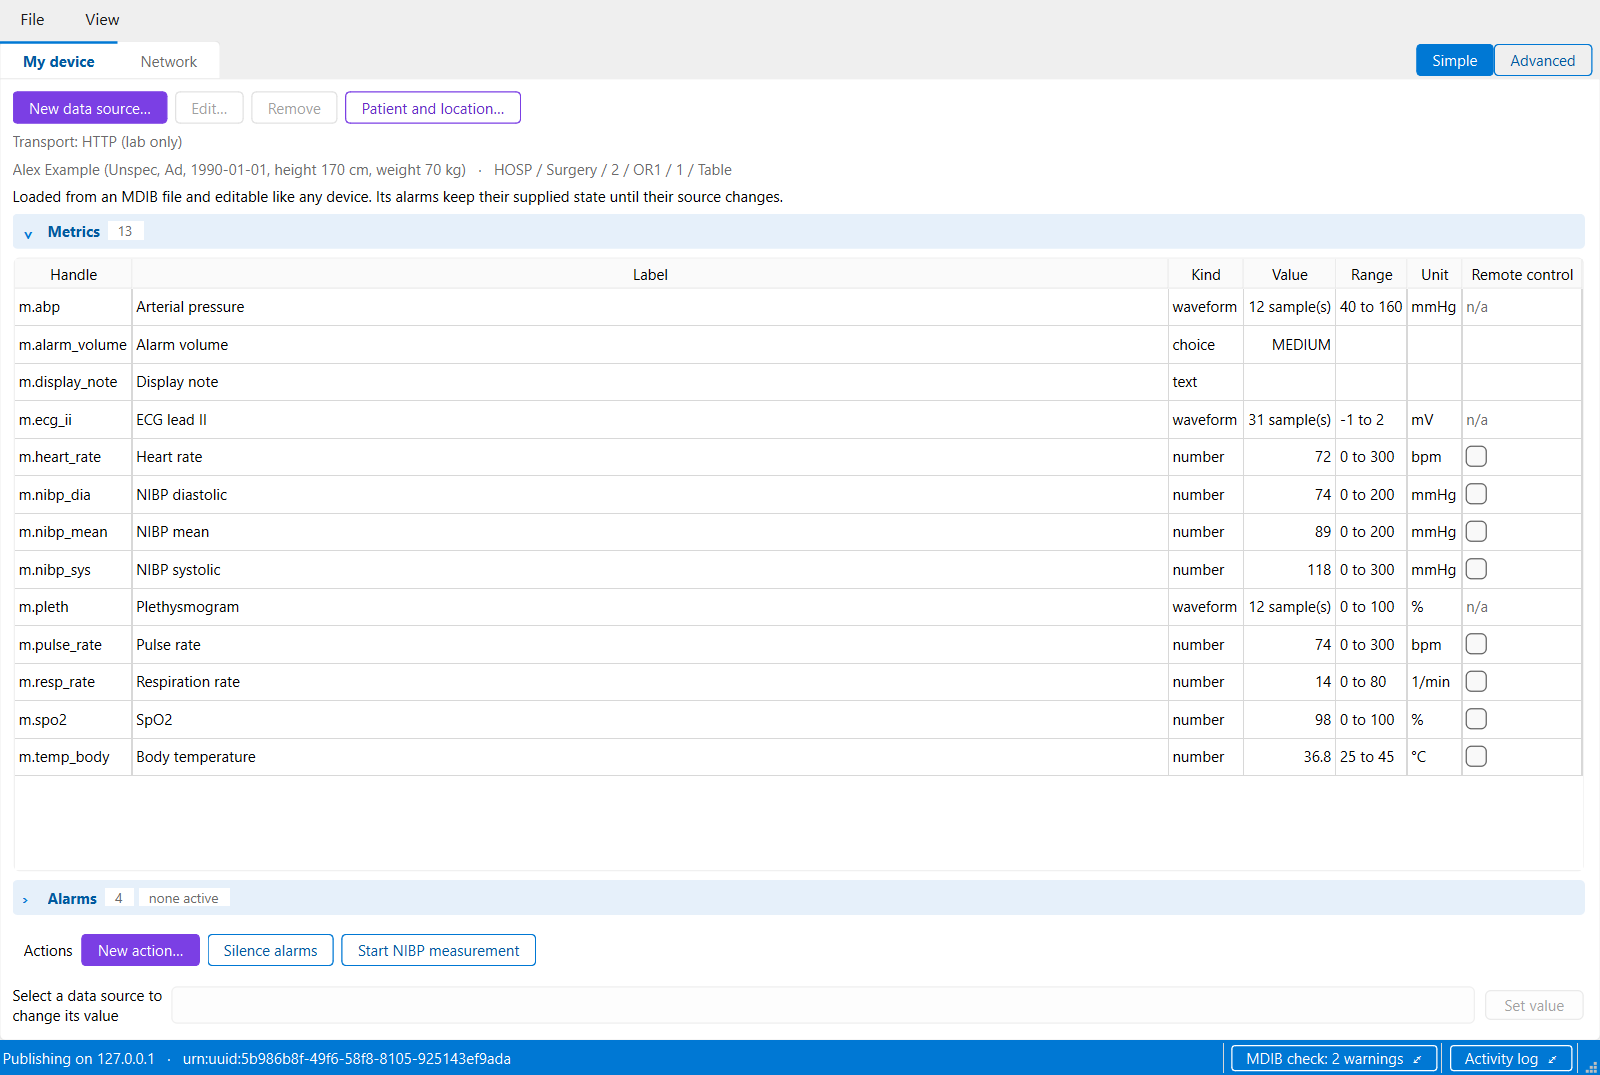 File View
My device Network Simple Advanced
New data source... Edit... Remove Patient and location...
Transport: HTTP (lab only)
Alex Example (Unspec, Ad, 1990-01-01, height 170 cm, weight 70 kg) · HOSP / Surgery / 2 / OR1 / 1 / Table
Loaded from an MDIB file and editable like any device. Its alarms keep their supplied state until their source changes.
Metrics 13
Handle Label Kind Value Range Unit Remote control
m.abp Arterial pressure waveform 12 sample(s) 40 to 160 mmHg n/a
m.alarm_volume Alarm volume choice MEDIUM
m.display_note Display note text
m.ecg_ii ECG lead II waveform 31 sample(s) -1 to 2 mV n/a
m.heart_rate Heart rate number 72 0 to 300 bpm
m.nibp_dia NIBP diastolic number 74 0 to 200 mmHg
m.nibp_mean NIBP mean number 89 0 to 200 mmHg
m.nibp_sys NIBP systolic number 118 0 to 300 mmHg
m.pleth Plethysmogram waveform 12 sample(s) 0 to 100 % n/a
m.pulse_rate Pulse rate number 74 0 to 300 bpm
m.resp_rate Respiration rate number 14 0 to 80 1/min
m.spo2 SpO2 number 98 0 to 100 %
m.temp_body Body temperature number 36.8 25 to 45 °C
Alarms 4 none active
Actions New action... Silence alarms Start NIBP measurement
Select a data source to
change its value Set value
Publishing on 127.0.0.1 · urn:uuid:5b986b8f-49f6-58f8-8105-925143ef9ada MDIB check: 2 warnings Activity log